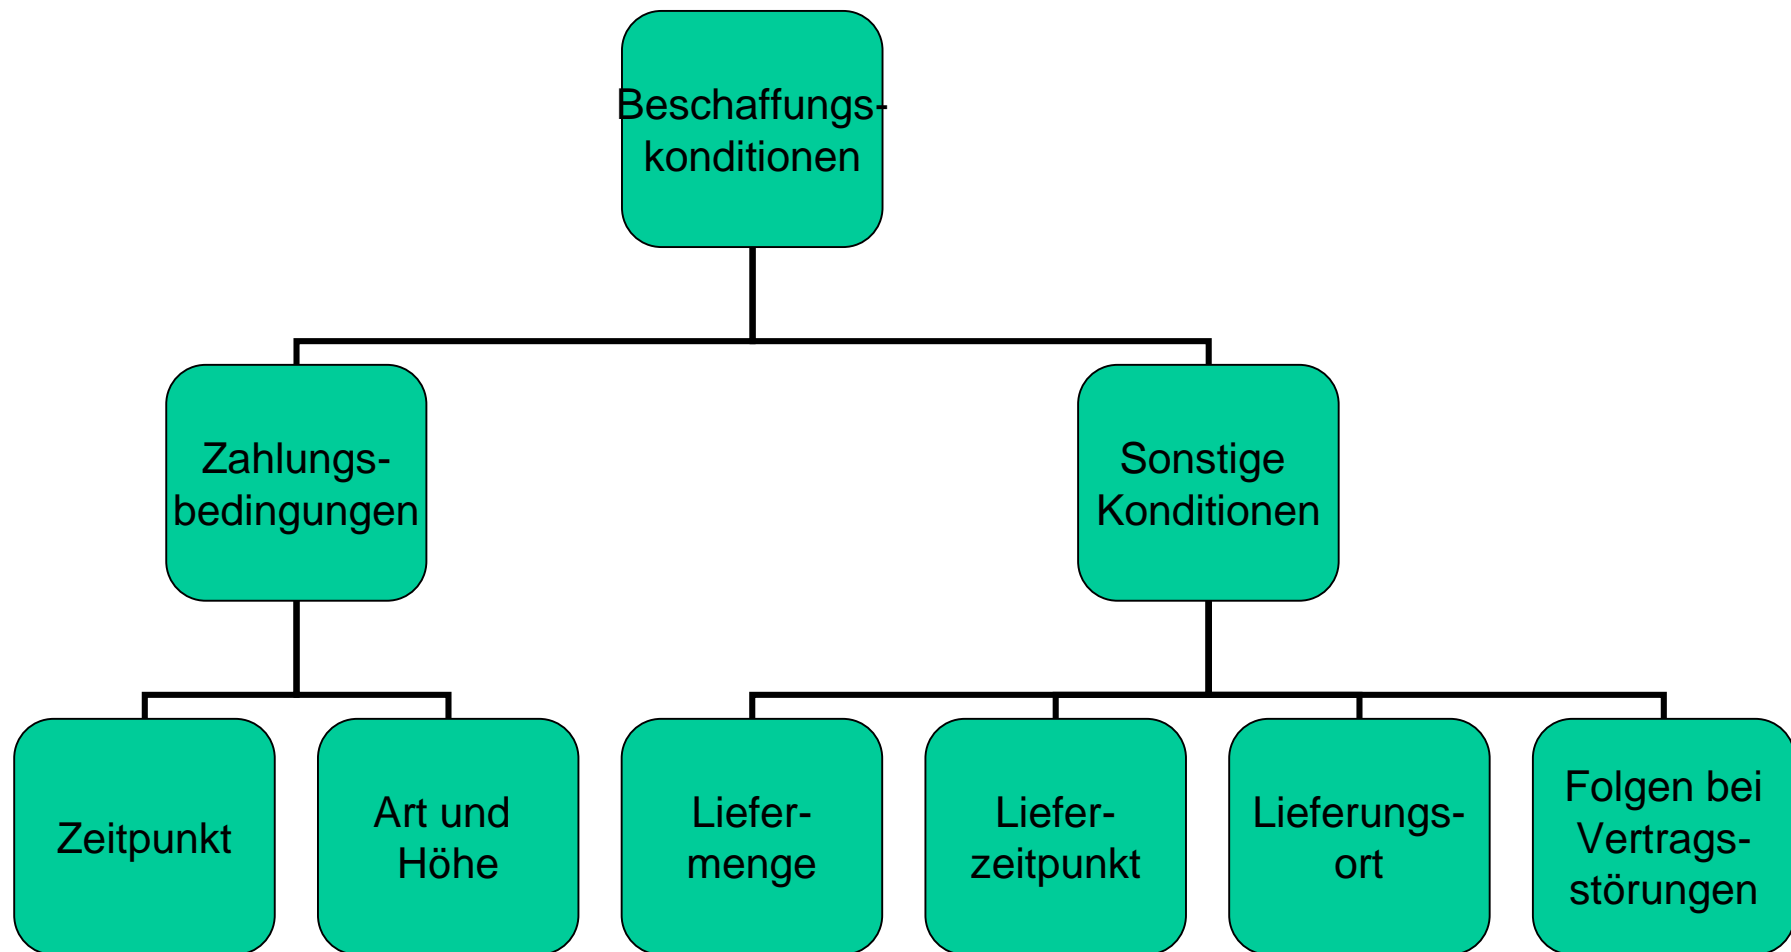 Beschaffungs-
konditionen
Zahlungs-
bedingungen
Sonstige
Konditionen
Zeitpunkt
Art und
Höhe
Liefer-
menge
Liefer-
zeitpunkt
Lieferungs-
ort
Folgen bei
Vertrags-
störungen